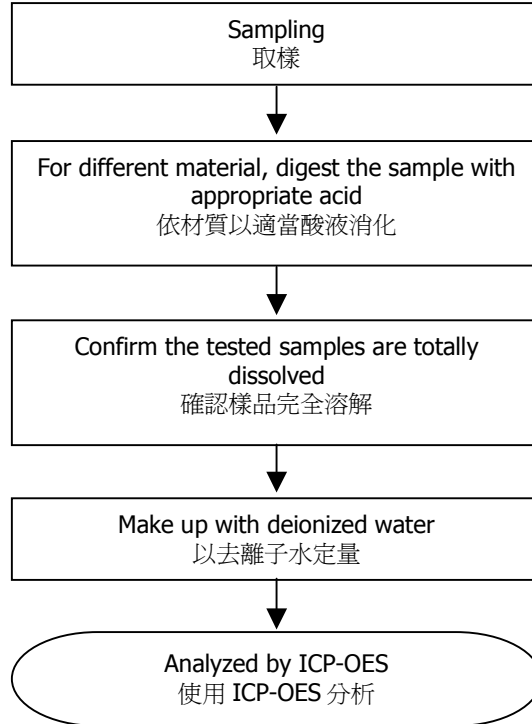 Sampling
取樣
For different material, digest the sample with
appropriate acid
依材質以適當酸液消化
Confirm the tested samples are totally
dissolved
確認樣品完全溶解
Make up with deionized water
以去離子水定量
Analyzed by ICP-OES
使用 ICP-OES 分析